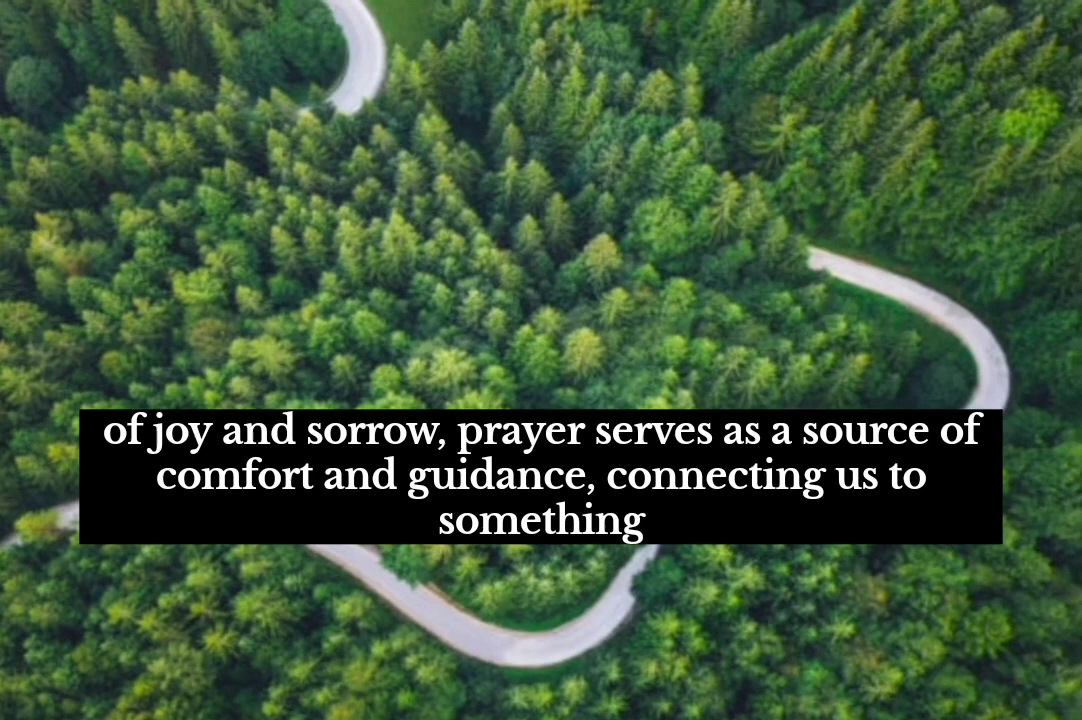 of joy and sorrow, prayer serves as a source of
comfort and guidance, connecting us to
something